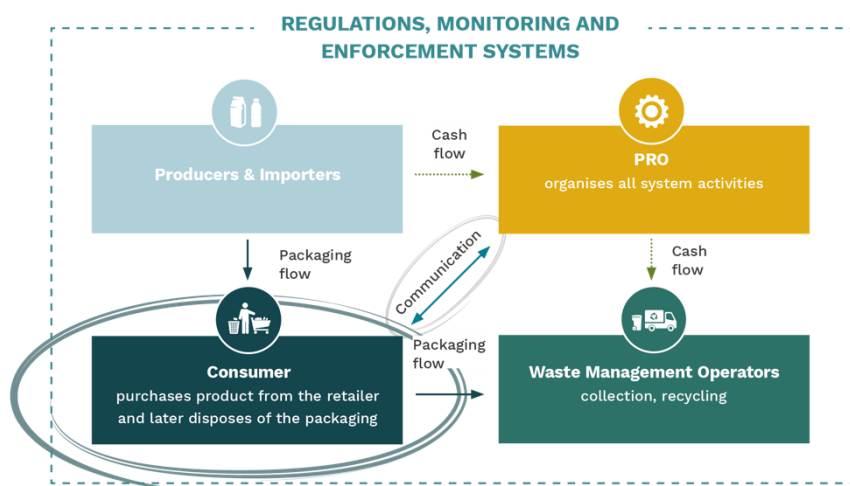 REGULATIONS, MONITORING AND
ENFORCEMENT SYSTEMS
Producers & Importers
Cash
flow
PRO
organises all system activities
Packaging
flow
Communication
Cash
flow
Consumer
purchases product from the retailer
and later disposes of the packaging
Packaging
flow
Waste Management Operators
collection, recycling